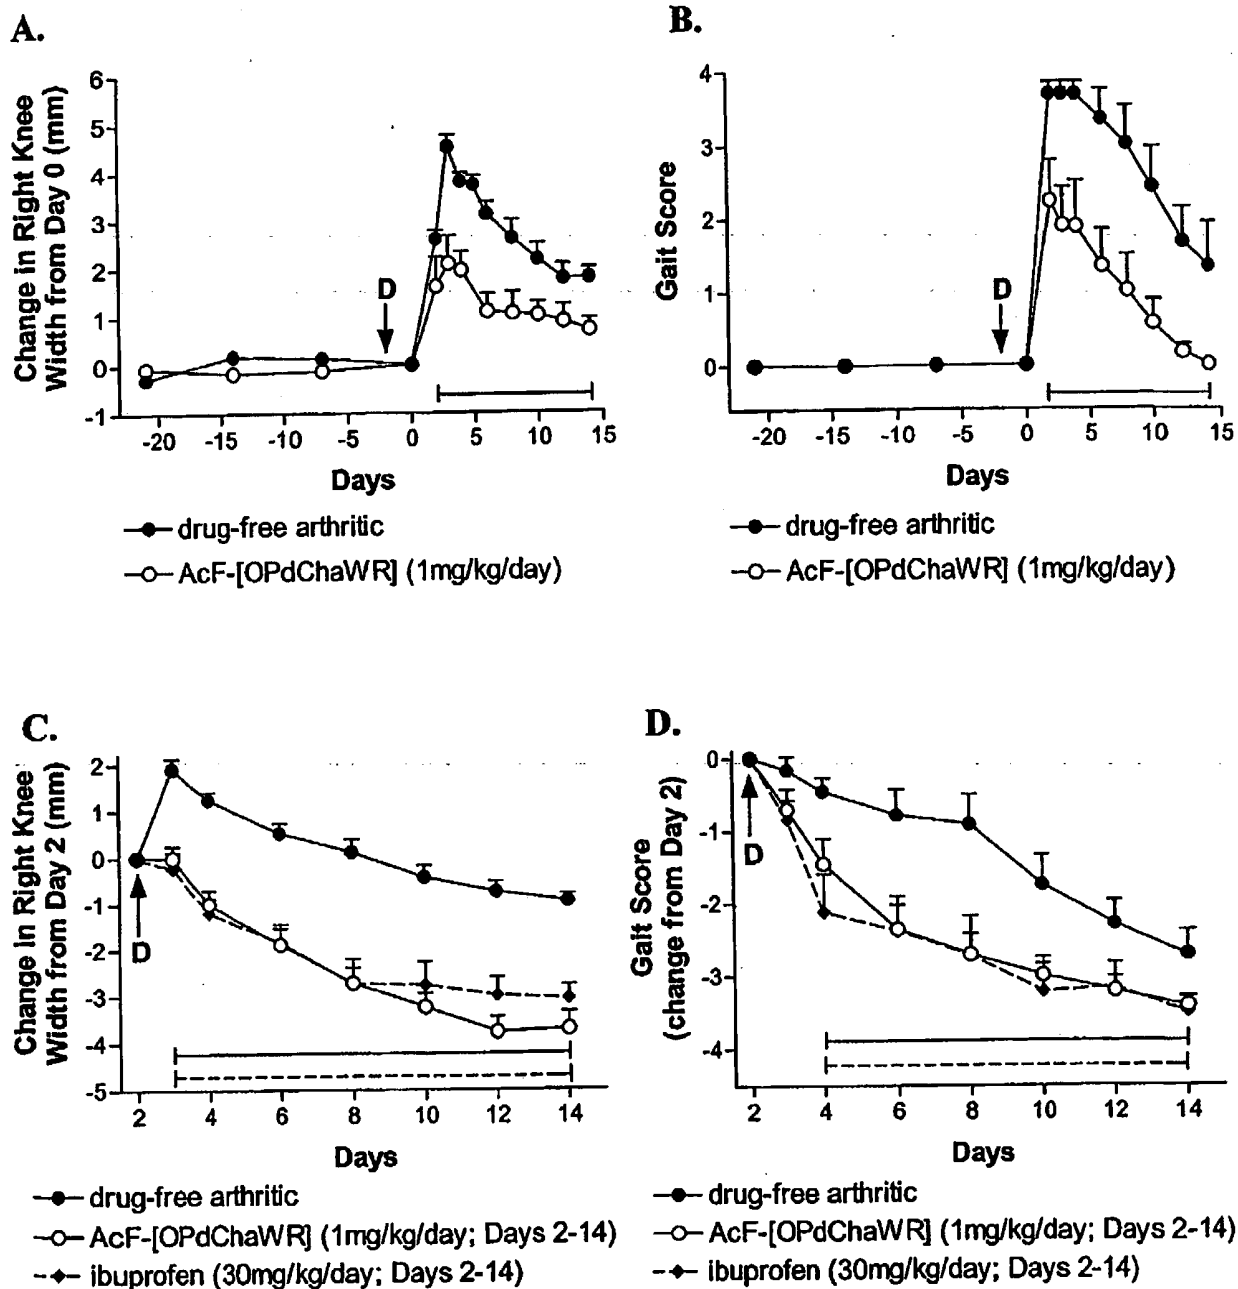 A.
Change in Right Knee
Width from Day 0 (mm)
6
5
4
3
2
1
0
-1
D
-20 -15 -10 -5 0 5 10 15
Days
drug-free arthritic
AcF-[OPdChaWR] (1mg/kg/day)
B.
Gait Score
4
3
2
1
0
D
-20 -15 -10 -5 0 5 10 15
Days
drug-free arthritic
AcF-[OPdChaWR] (1mg/kg/day)
C.
Change in Right Knee
Width from Day 2 (mm)
2
1
0
-1
-2
-3
-4
-5
D
2 4 6 8 10 12 14
Days
drug-free arthritic
AcF-[OPdChaWR] (1mg/kg/day; Days 2-14)
ibuprofen (30mg/kg/day; Days 2-14)
D.
Gait Score
(change from Day 2)
0
-1
-2
-3
-4
D
2 4 6 8 10 12 14
Days
drug-free arthritic
AcF-[OPdChaWR] (1mg/kg/day; Days 2-14)
ibuprofen (30mg/kg/day; Days 2-14)